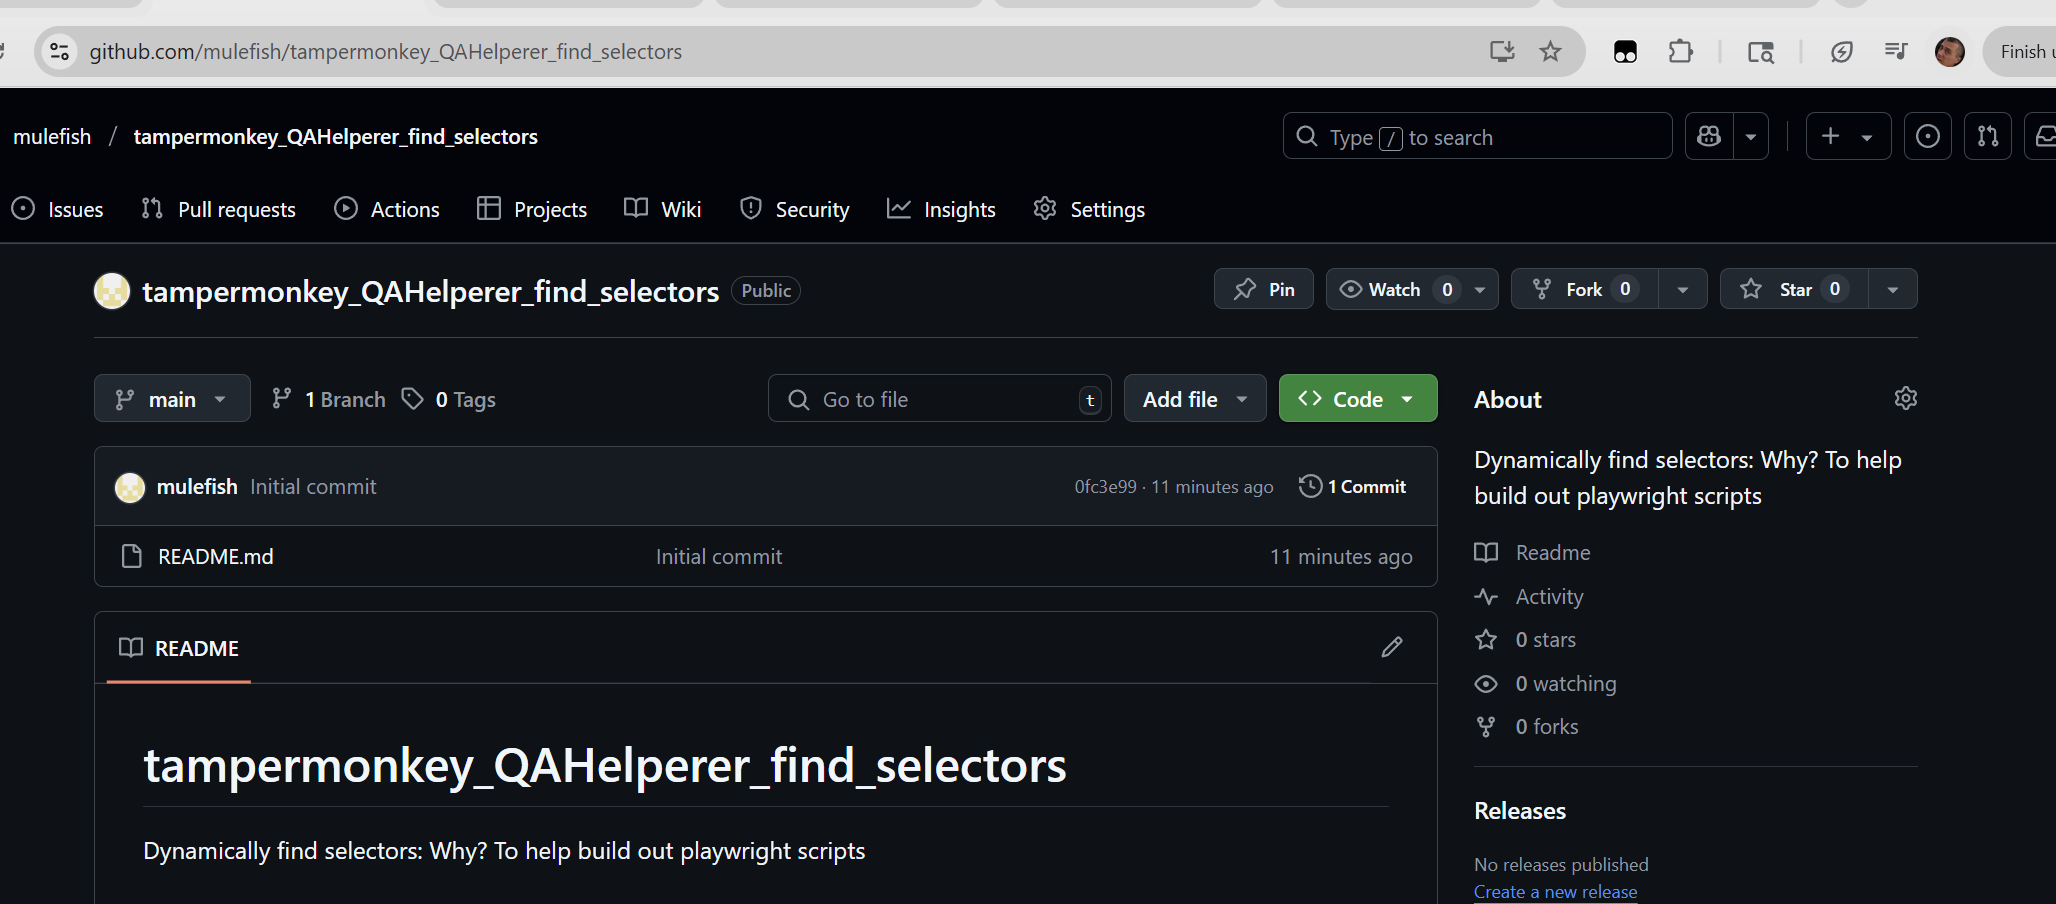 github.com/mulefish/tampermonkey_QAHelperer_find_selectors
Finish u
mulefish / tampermonkey_QAHelperer_find_selectors
Type / to search
Issues Pull requests Actions Projects Wiki Security Insights Settings
tampermonkey_QAHelperer_find_selectors Public
Pin Watch 0 Fork 0 Star 0
main 1 Branch 0 Tags Go to file t Add file Code
About
Dynamically find selectors: Why? To help
build out playwright scripts
mulefish Initial commit 0fc3e99 · 11 minutes ago 1 Commit
README.md Initial commit 11 minutes ago
Readme
Activity
0 stars
0 watching
0 forks
README
tampermonkey_QAHelperer_find_selectors
Dynamically find selectors: Why? To help build out playwright scripts
Releases
No releases published
Create a new release